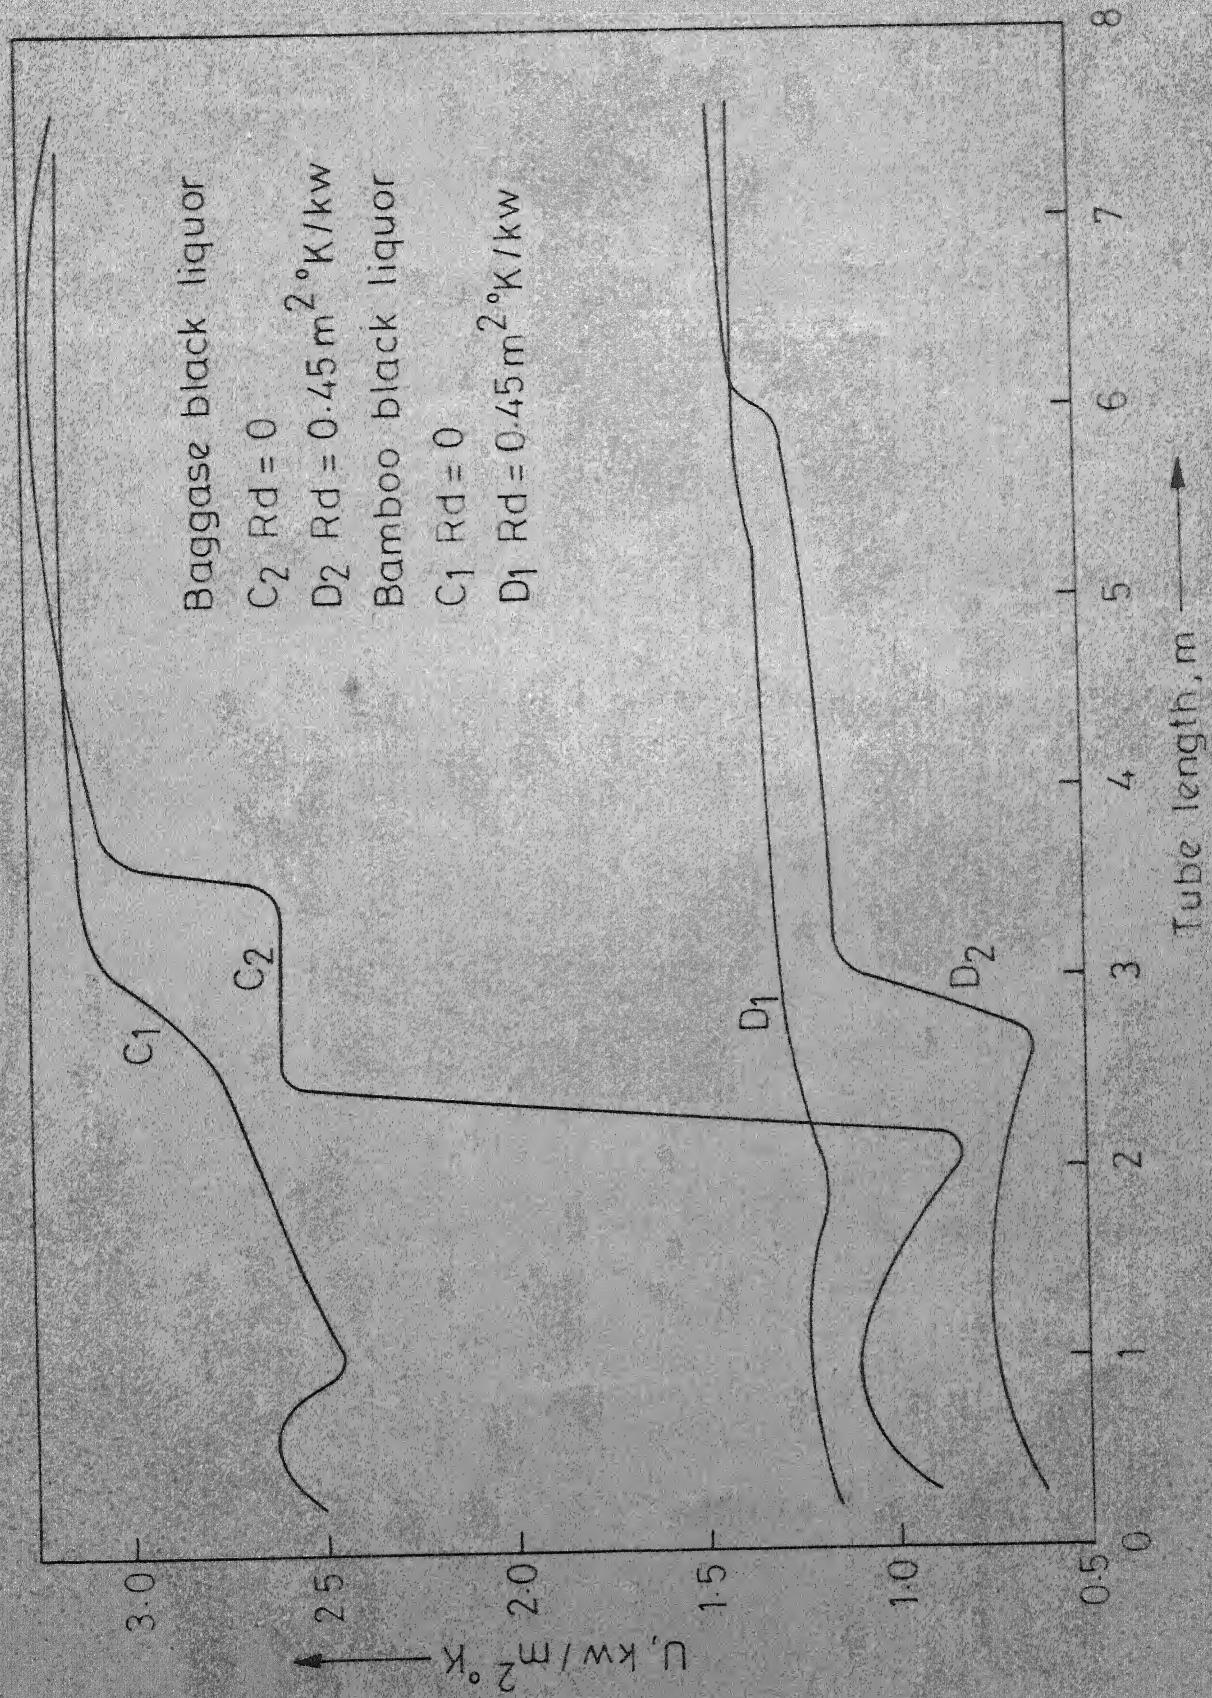 Baggase black liquor
C2 Rd = 0
D2 Rd = 0.45 m2 °K/kw
Bamboo black liquor
C1 Rd = 0
D1 Rd = 0.45 m2 °K/kw
C1
C2
D1
D2
3.0
2.5
2.0
1.5
1.0
0.5
U, kw/m2 °K
0 1 2 3 4 5 6 7 8
Tube length, m